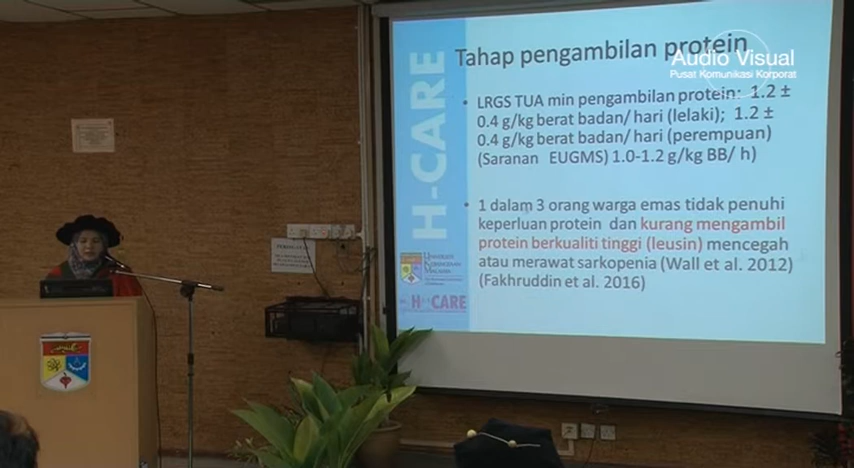 Tahap pengambilan protein
Audio Visual
Pusat Komunikasi Korporat
H-CARE
• LRGS TUA min pengambilan protein: 1.2 ±
0.4 g/kg berat badan/ hari (lelaki); 1.2 ±
0.4 g/kg berat badan/ hari (perempuan)
(Saranan EUGMS) 1.0-1.2 g/kg BB/ h)
• 1 dalam 3 orang warga emas tidak penuhi
keperluan protein dan kurang mengambil
protein berkualiti tinggi (leusin) mencegah
atau merawat sarkopenia (Wall et al. 2012)
(Fakhruddin et al. 2016)
Universiti
Kebangsaan
Malaysia
H CARE